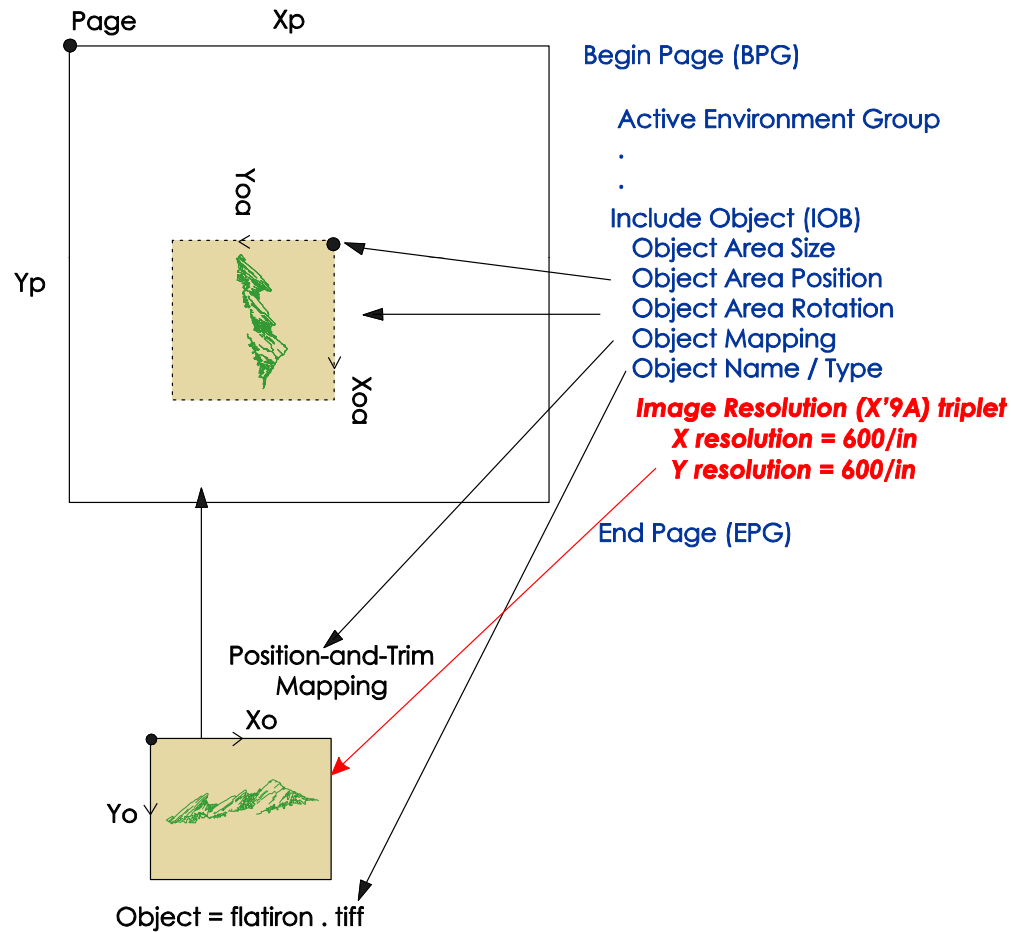 Page
Xp
Begin Page (BPG)
Active Environment Group
.
.
Yoa
Include Object (IOB)
Object Area Size
Yp
Object Area Position
Object Area Rotation
Object Mapping
Object Name / Type
Xoa
Image Resolution (X'9A) triplet
X resolution = 600/in
Y resolution = 600/in
End Page (EPG)
Position-and-Trim
Mapping
Xo
Yo
Object = flatiron . tiff